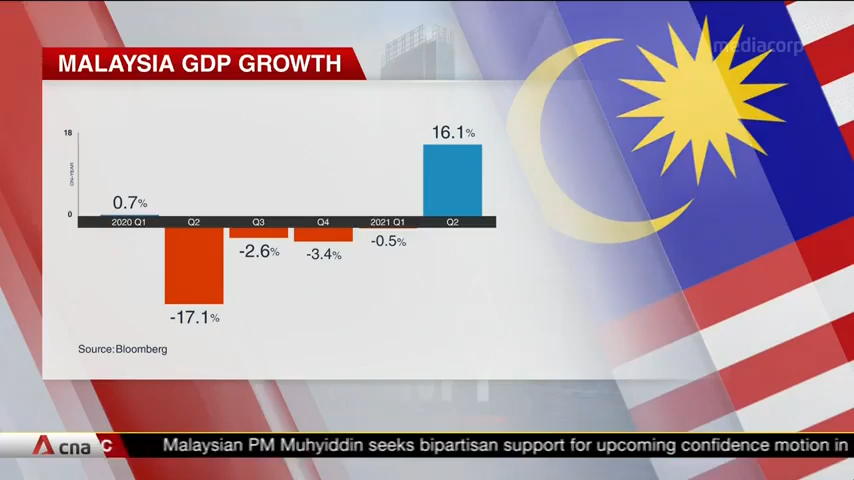 mediacorp
MALAYSIA GDP GROWTH
18
ON-YEAR
0
0.7%
16.1%
2020 Q1 Q2 Q3 Q4 2021 Q1 Q2
-17.1%
-2.6%
-3.4%
-0.5%
Source:Bloomberg
cna
C Malaysian PM Muhyiddin seeks bipartisan support for upcoming confidence motion in